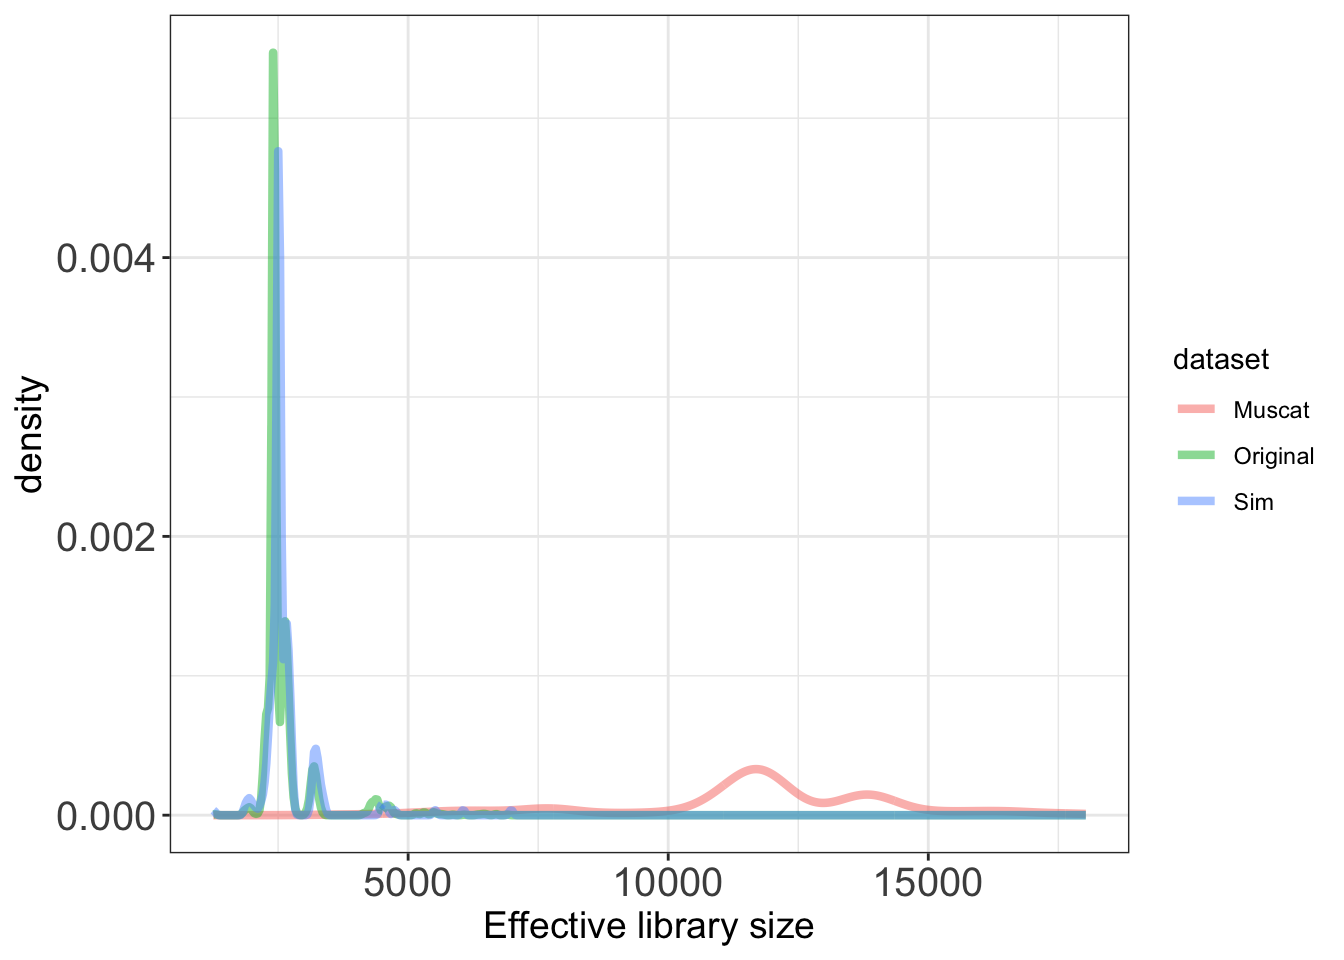 density
0.004
0.002
0.000
5000 10000 15000
Effective library size
dataset
Muscat
Original
Sim